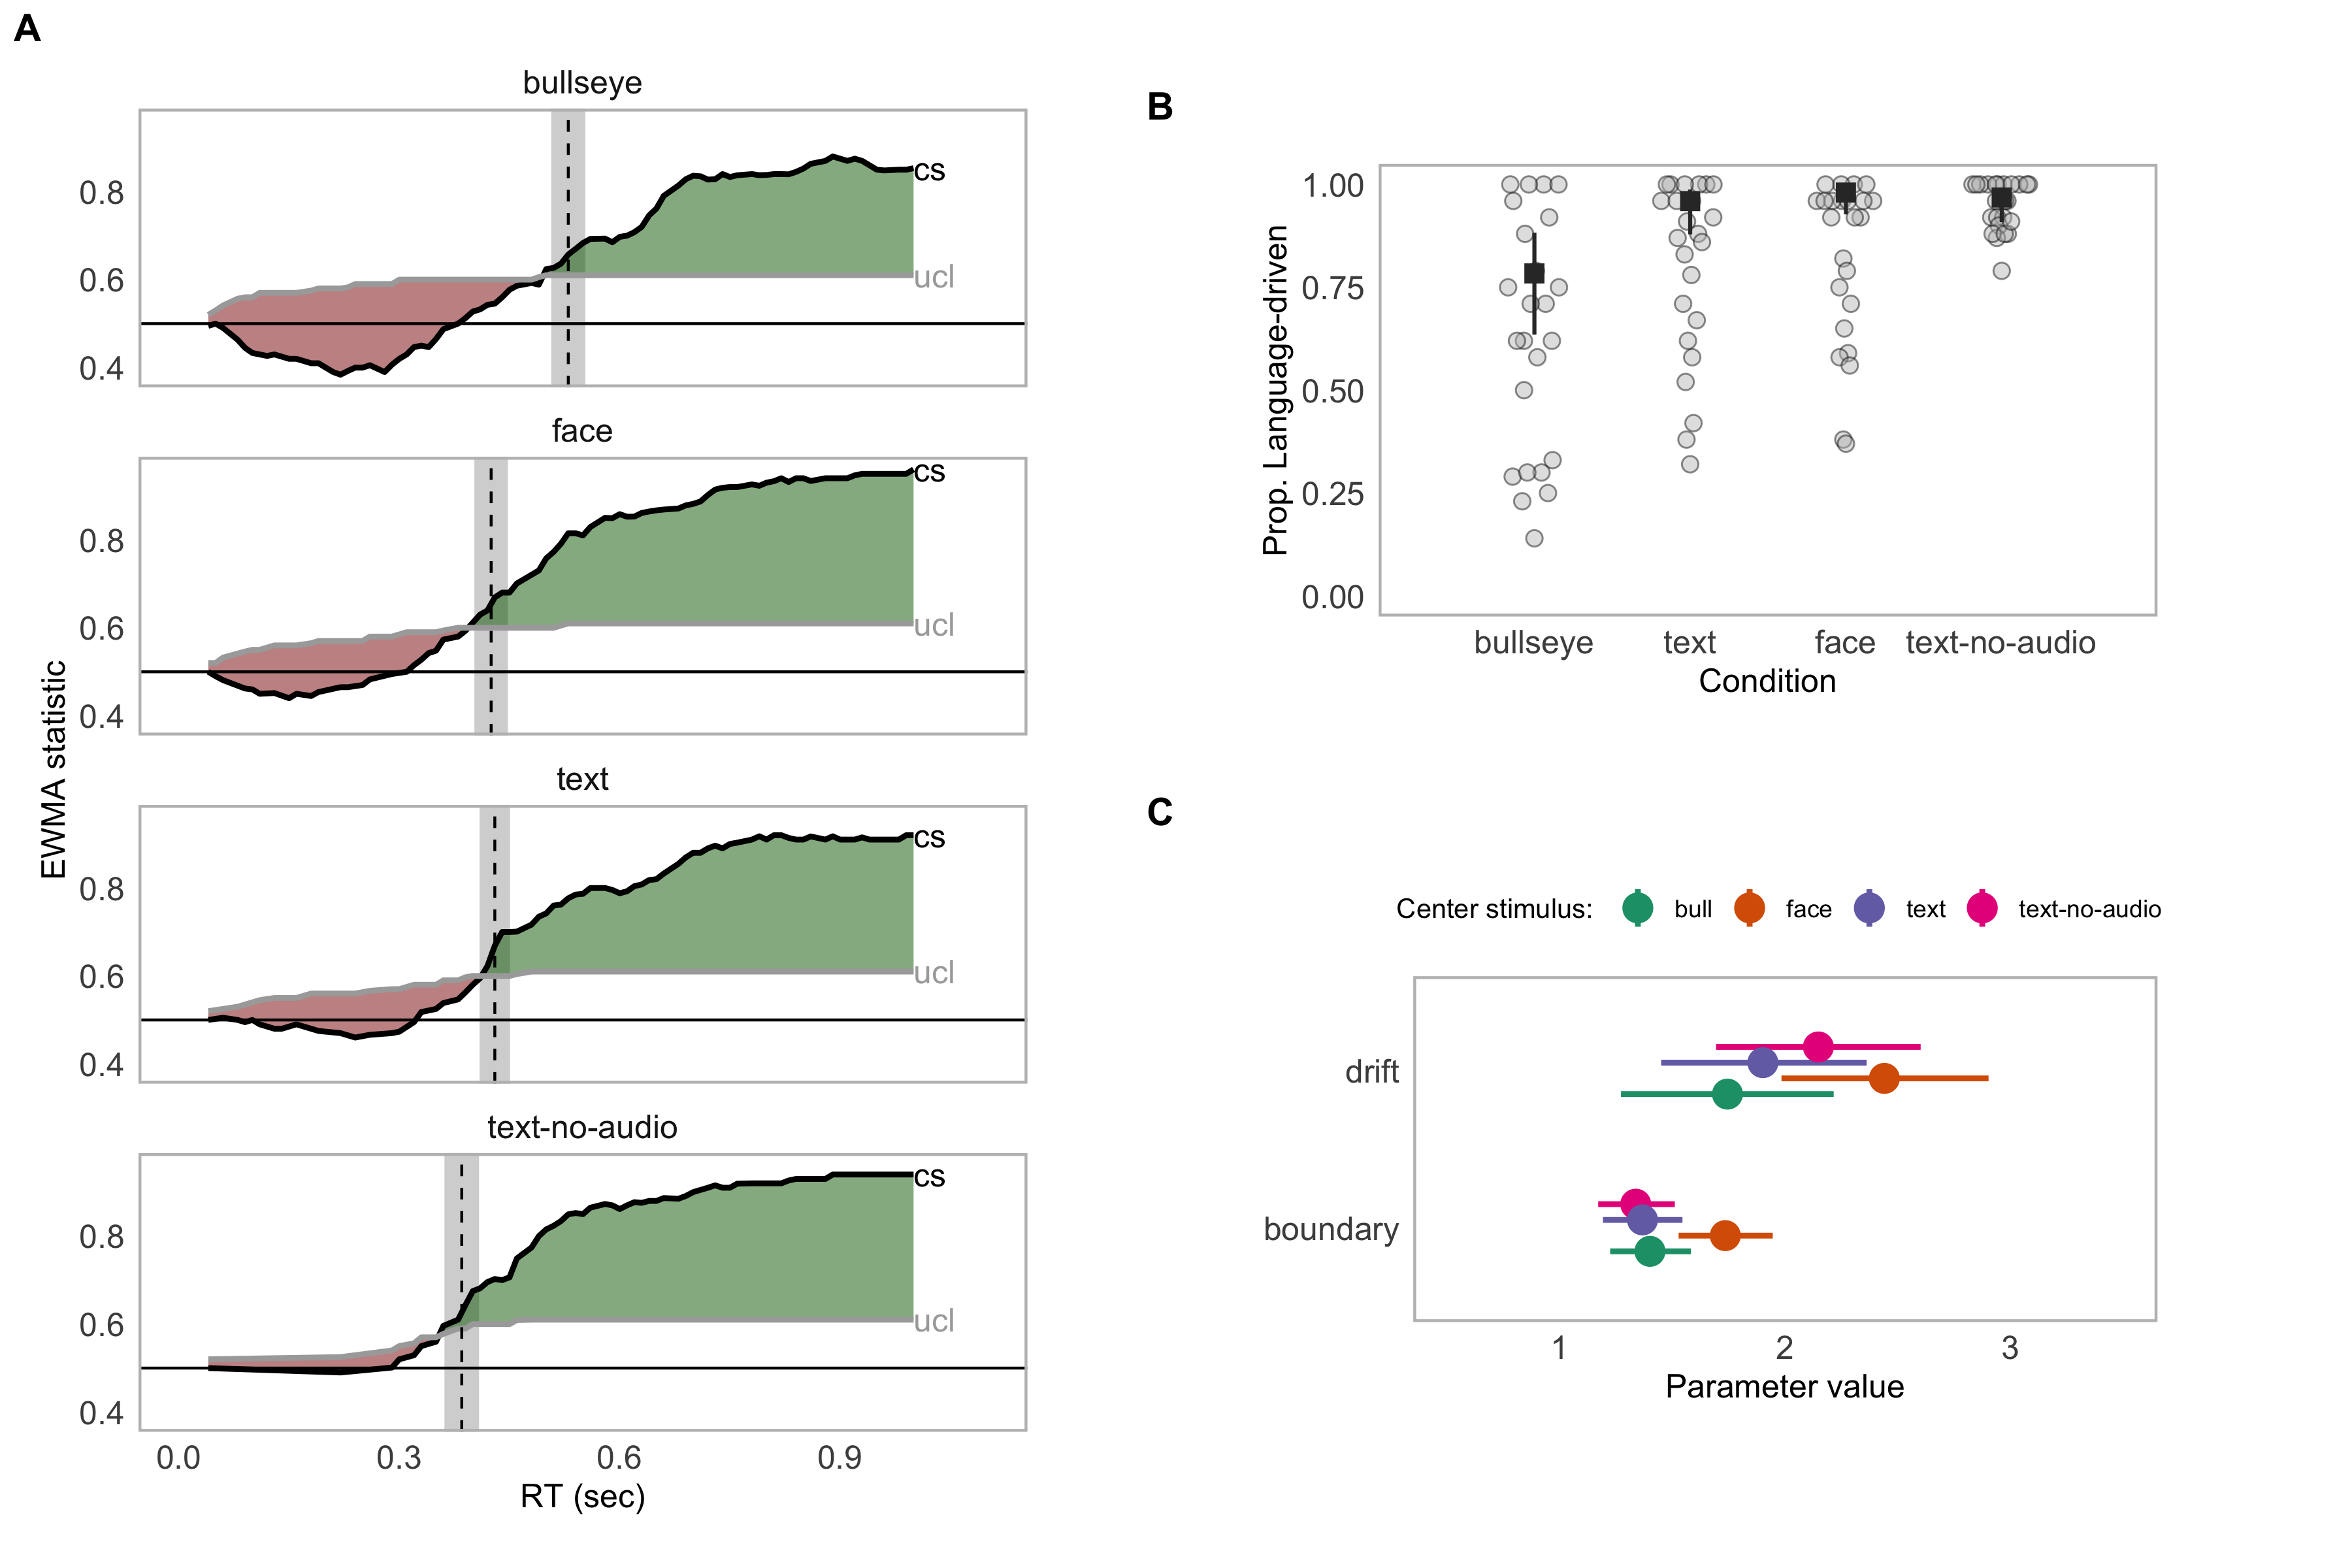 A
bullseye
0.8
0.6
0.4
cs
ucl
face
0.8
0.6
0.4
cs
ucl
text
0.8
0.6
0.4
cs
ucl
text-no-audio
0.8
0.6
0.4
cs
ucl
0.0 0.3 0.6 0.9
RT (sec)
EWMA statistic
B
1.00
0.75
0.50
0.25
0.00
Prop. Language-driven
bullseye text face text-no-audio
Condition
C
Center stimulus: bull face text text-no-audio
drift
boundary
1 2 3
Parameter value